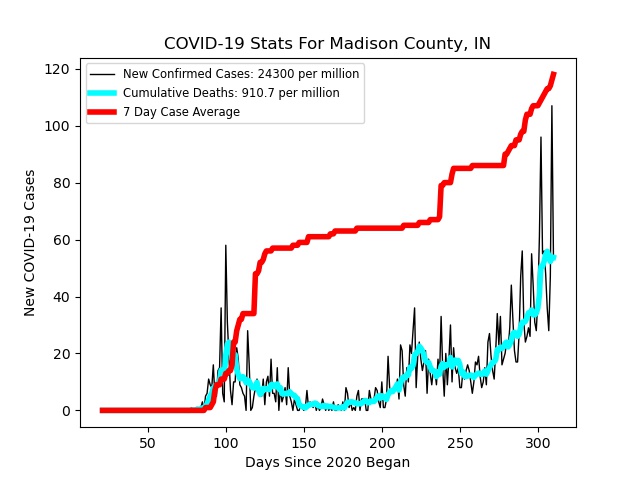 COVID-19 Stats For Madison County, IN
New Confirmed Cases: 24300 per million
Cumulative Deaths: 910.7 per million
7 Day Case Average
New COVID-19 Cases
120
100
80
60
40
20
0
50 100 150 200 250 300
Days Since 2020 Began